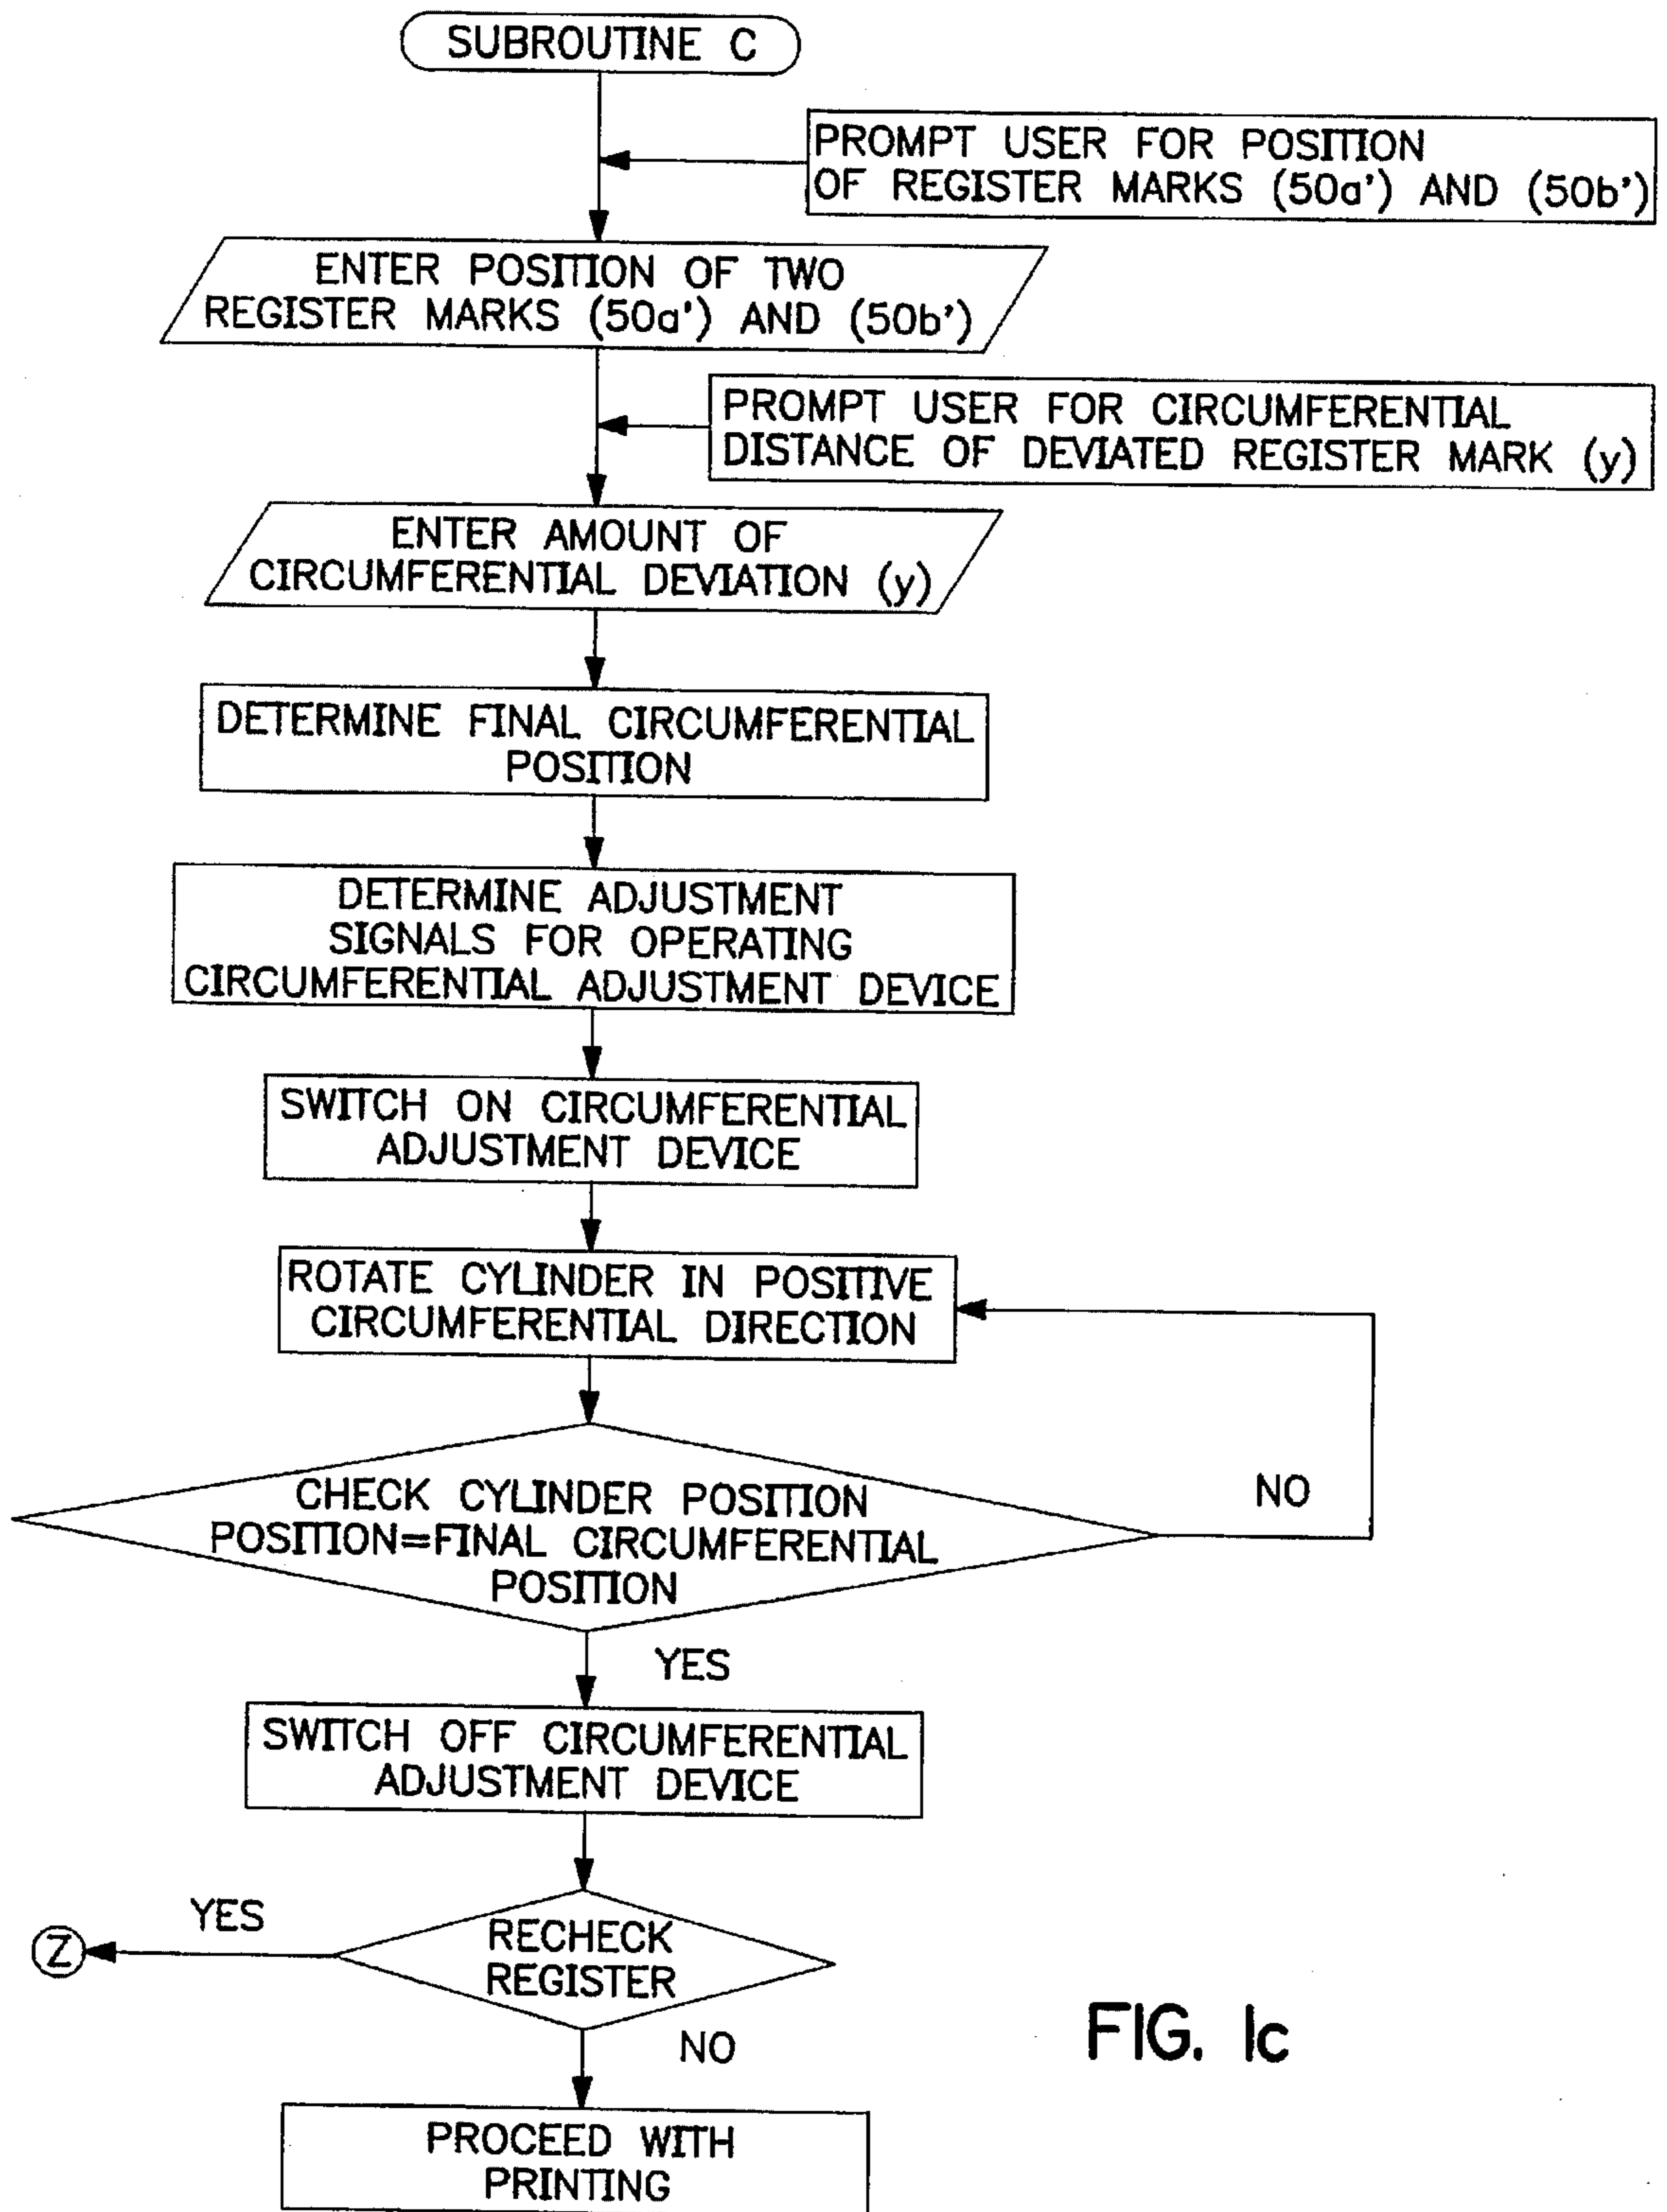 SUBROUTINE C
PROMPT USER FOR POSITION
OF REGISTER MARKS (50a') AND (50b')
ENTER POSITION OF TWO
REGISTER MARKS (50a') AND (50b')
PROMPT USER FOR CIRCUMFERENTIAL
DISTANCE OF DEVIATED REGISTER MARK (y)
ENTER AMOUNT OF
CIRCUMFERENTIAL DEVIATION (y)
DETERMINE FINAL CIRCUMFERENTIAL
POSITION
DETERMINE ADJUSTMENT
SIGNALS FOR OPERATING
CIRCUMFERENTIAL ADJUSTMENT DEVICE
SWITCH ON CIRCUMFERENTIAL
ADJUSTMENT DEVICE
ROTATE CYLINDER IN POSITIVE
CIRCUMFERENTIAL DIRECTION
CHECK CYLINDER POSITION
POSITION=FINAL CIRCUMFERENTIAL
POSITION
NO
YES
SWITCH OFF CIRCUMFERENTIAL
ADJUSTMENT DEVICE
RECHECK
REGISTER
YES
Z
NO
PROCEED WITH
PRINTING
FIG. 1c